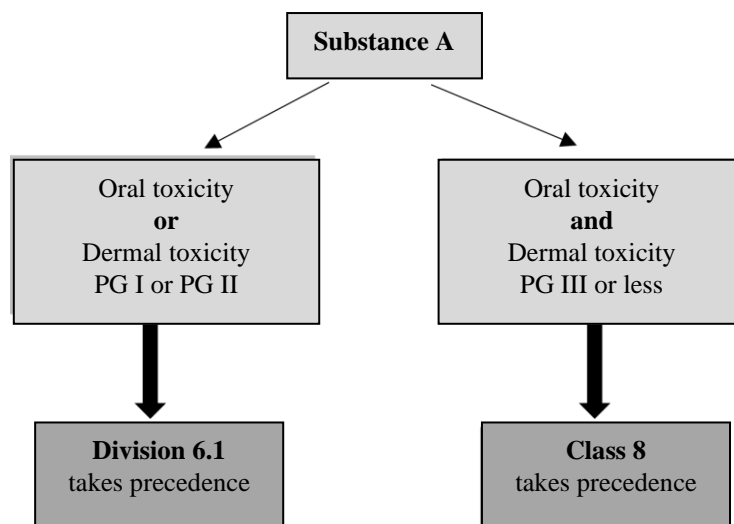 Substance A
Oral toxicity
or
Dermal toxicity
PG I or PG II
Oral toxicity
and
Dermal toxicity
PG III or less
Division 6.1
takes precedence
Class 8
takes precedence